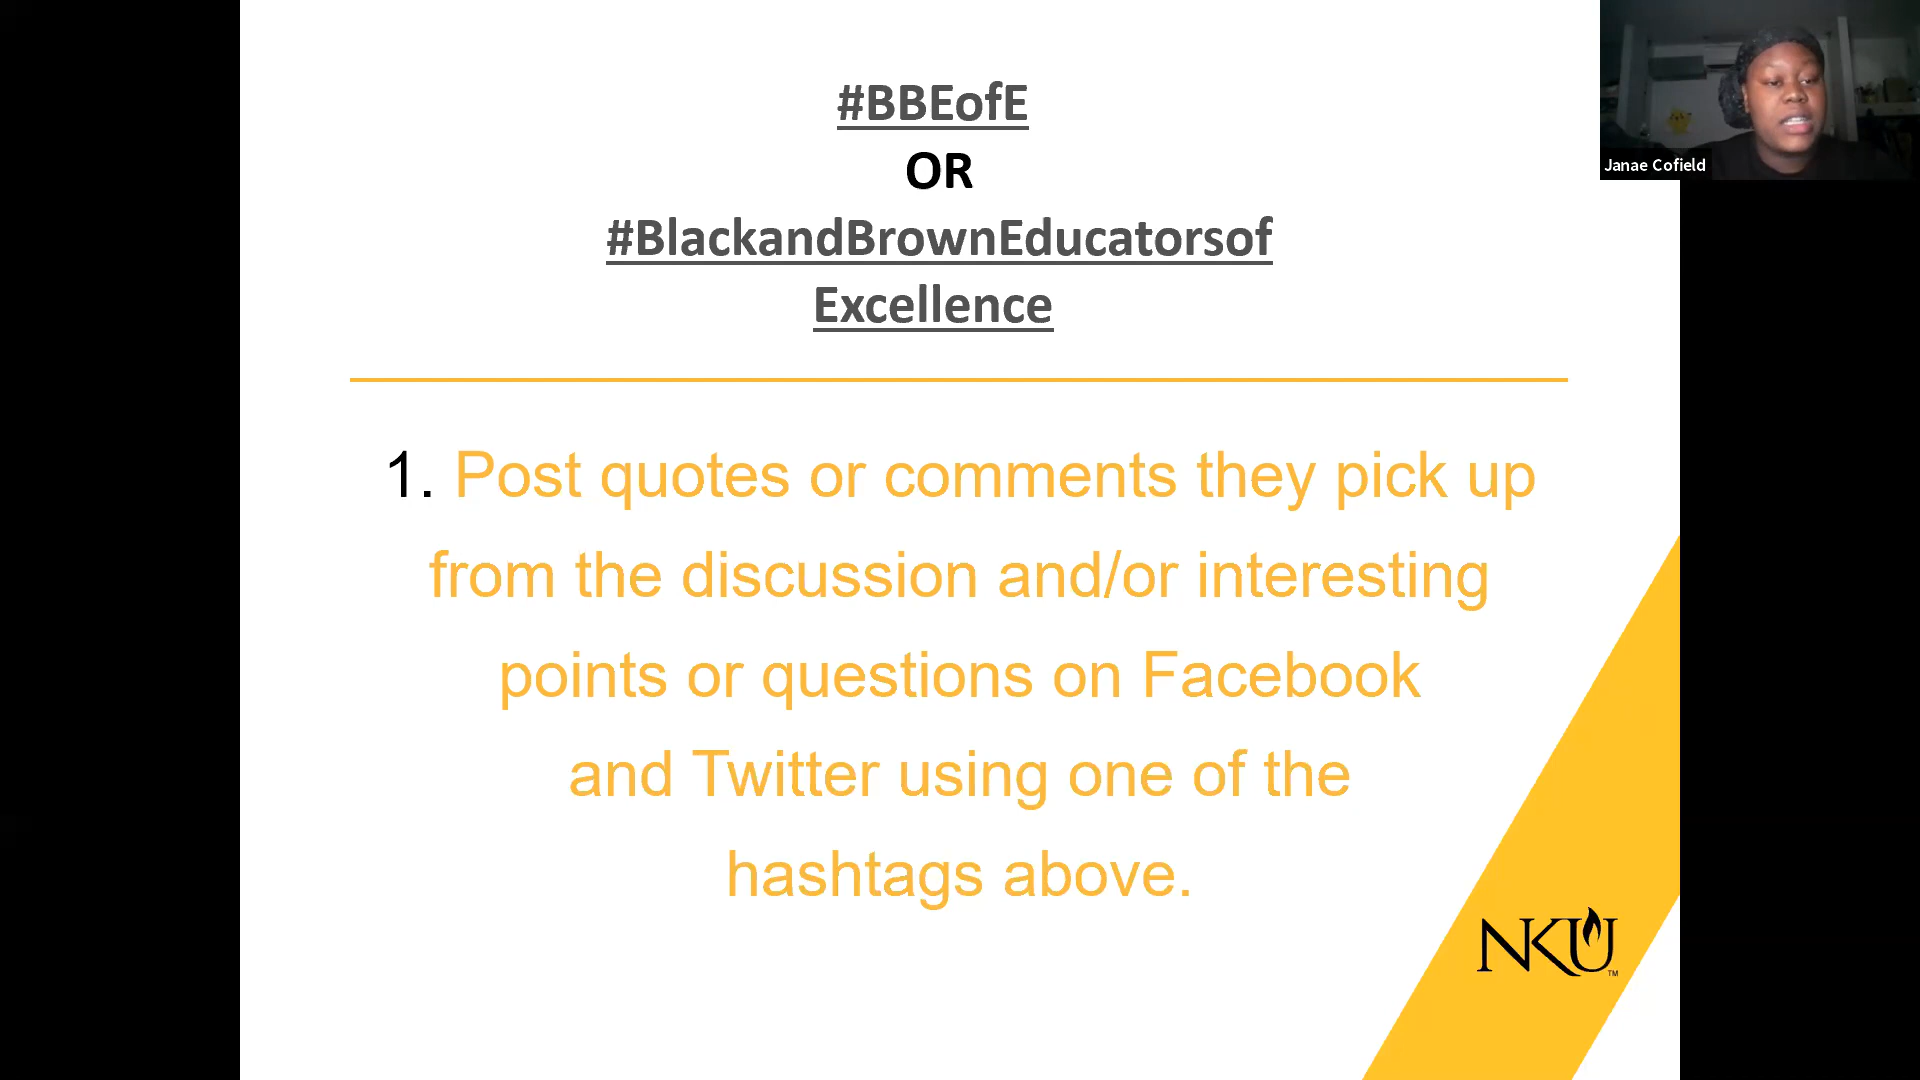 #BBEofE
OR
#BlackandBrownEducatorsof
Excellence
Janae Cofield
1. Post quotes or comments they pick up
from the discussion and/or interesting
points or questions on Facebook
and Twitter using one of the
hashtags above.
NKU
TM